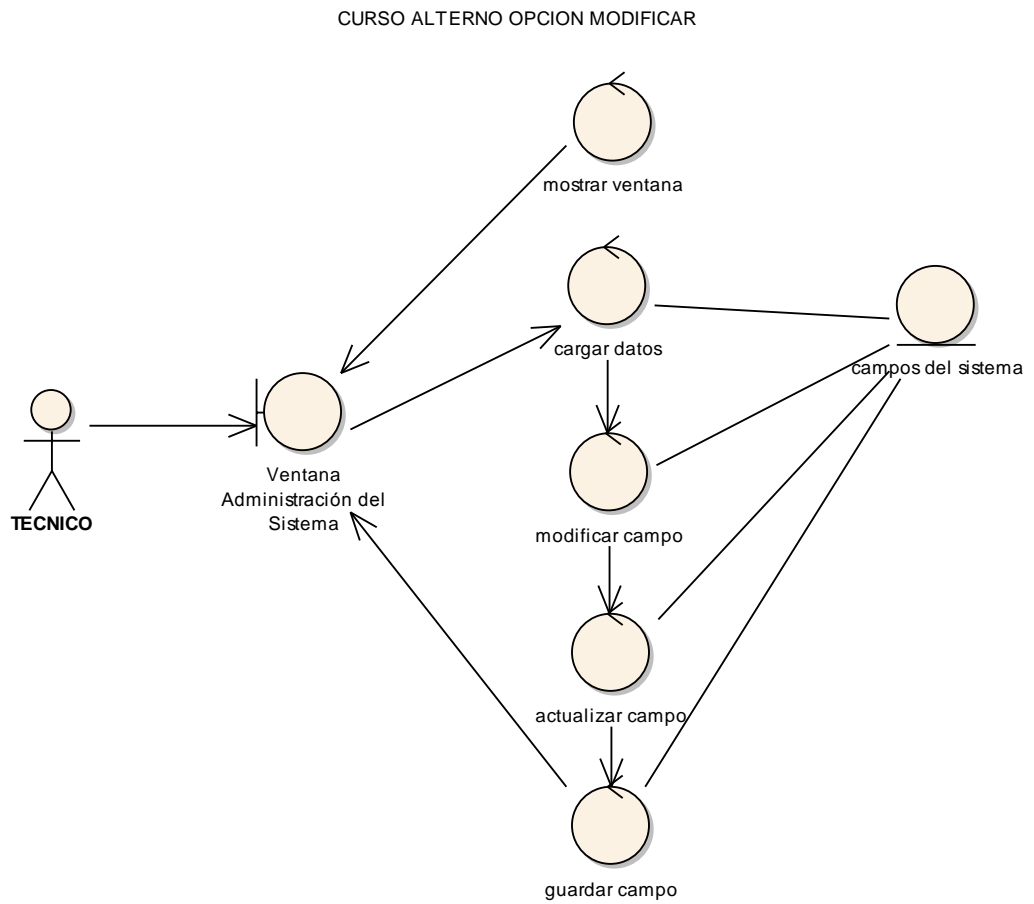 CURSO ALTERNO OPCION MODIFICAR
mostrar ventana
cargar datos
campos del sistema
Ventana
Administración del
Sistema
TECNICO
modificar campo
actualizar campo
guardar campo